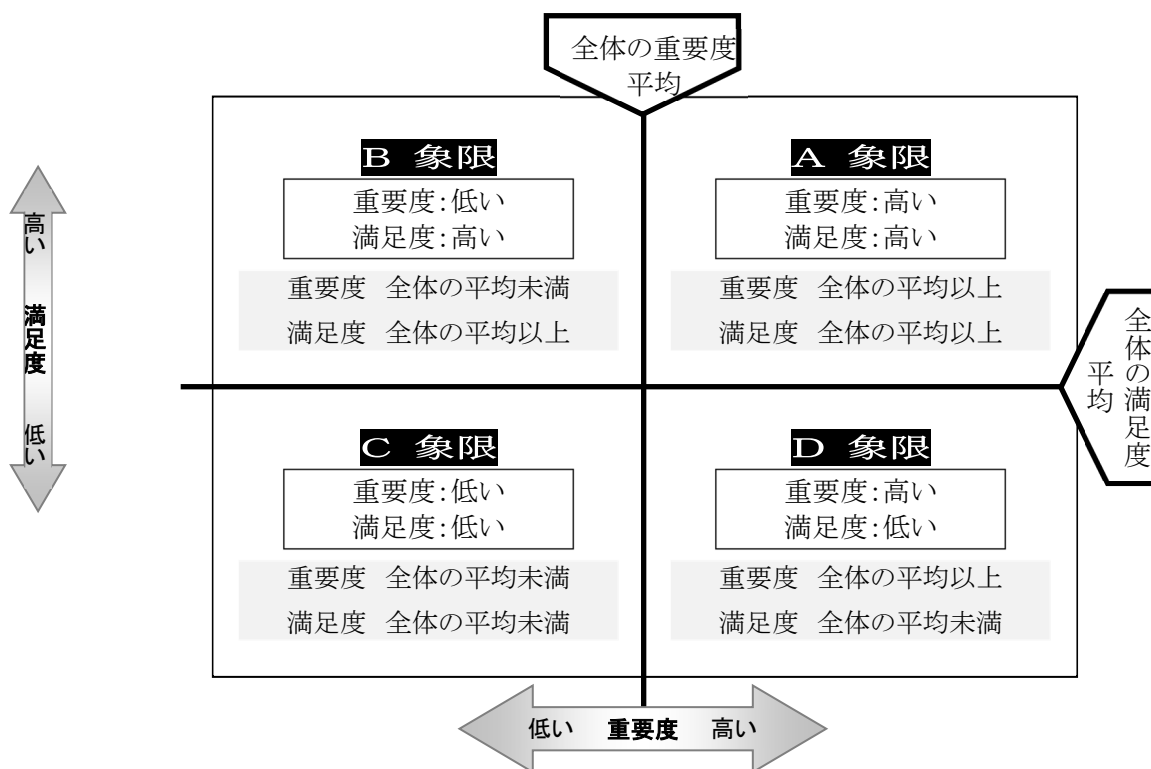 全体の重要度
平均
B 象限
重要度:低い
満足度:高い
重要度 全体の平均未満
満足度 全体の平均以上
A 象限
重要度:高い
満足度:高い
重要度 全体の平均以上
満足度 全体の平均以上
高い 満足度 低い
全体の満足度
平均
C 象限
重要度:低い
満足度:低い
重要度 全体の平均未満
満足度 全体の平均未満
D 象限
重要度:高い
満足度:低い
重要度 全体の平均以上
満足度 全体の平均未満
低い 重要度 高い